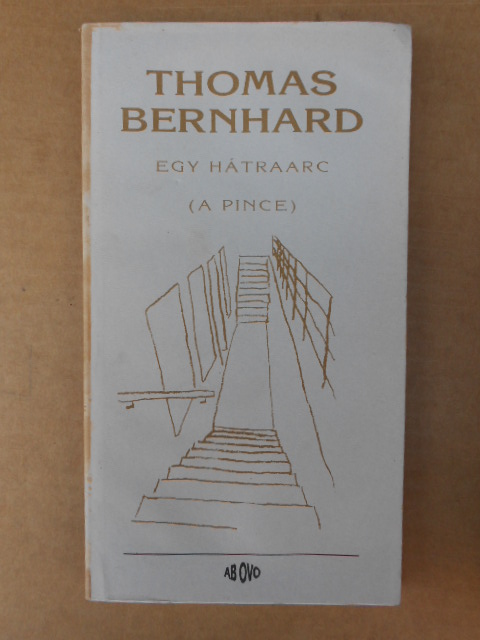 THOMAS
BERNHARD
EGY HÁTRAARC
(A PINCE)
AB OVO